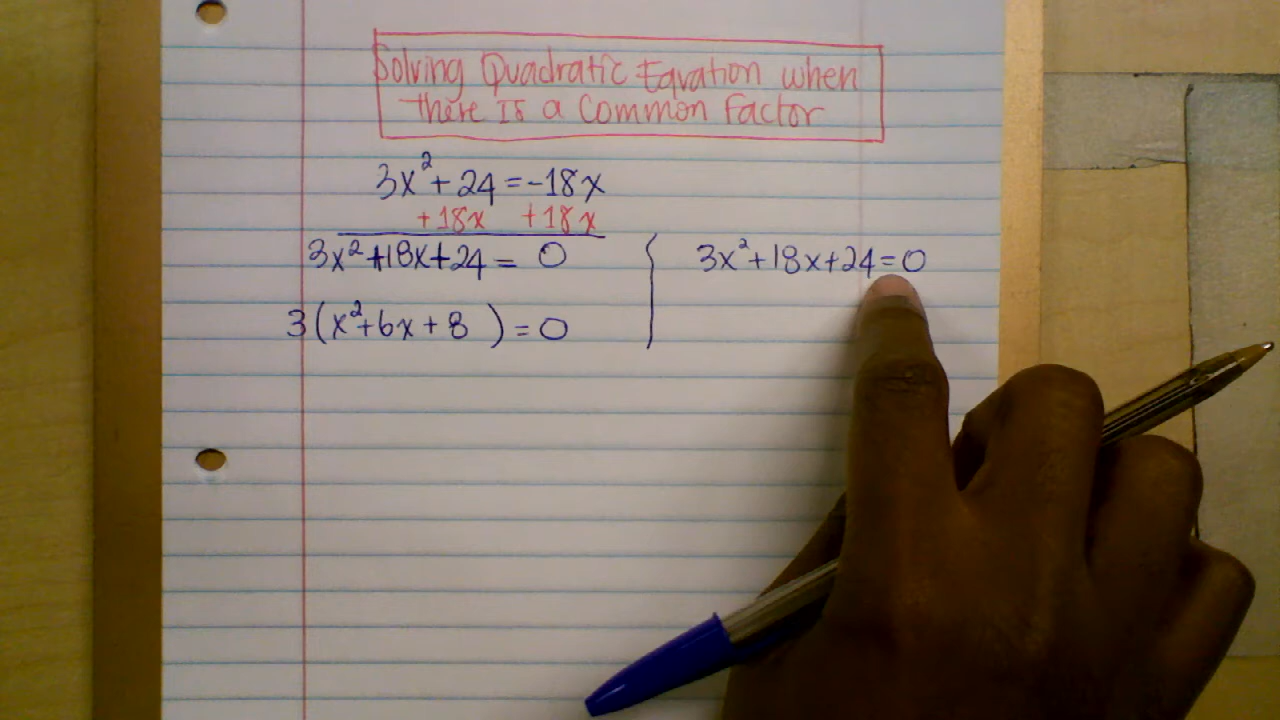 Solving Quadratic Equation when
there Is a Common Factor
3x²+24=-18x
+18x +18x
3x²+18x+24= 0
3(x²+6x+8 )=0
3x²+18x+24=0